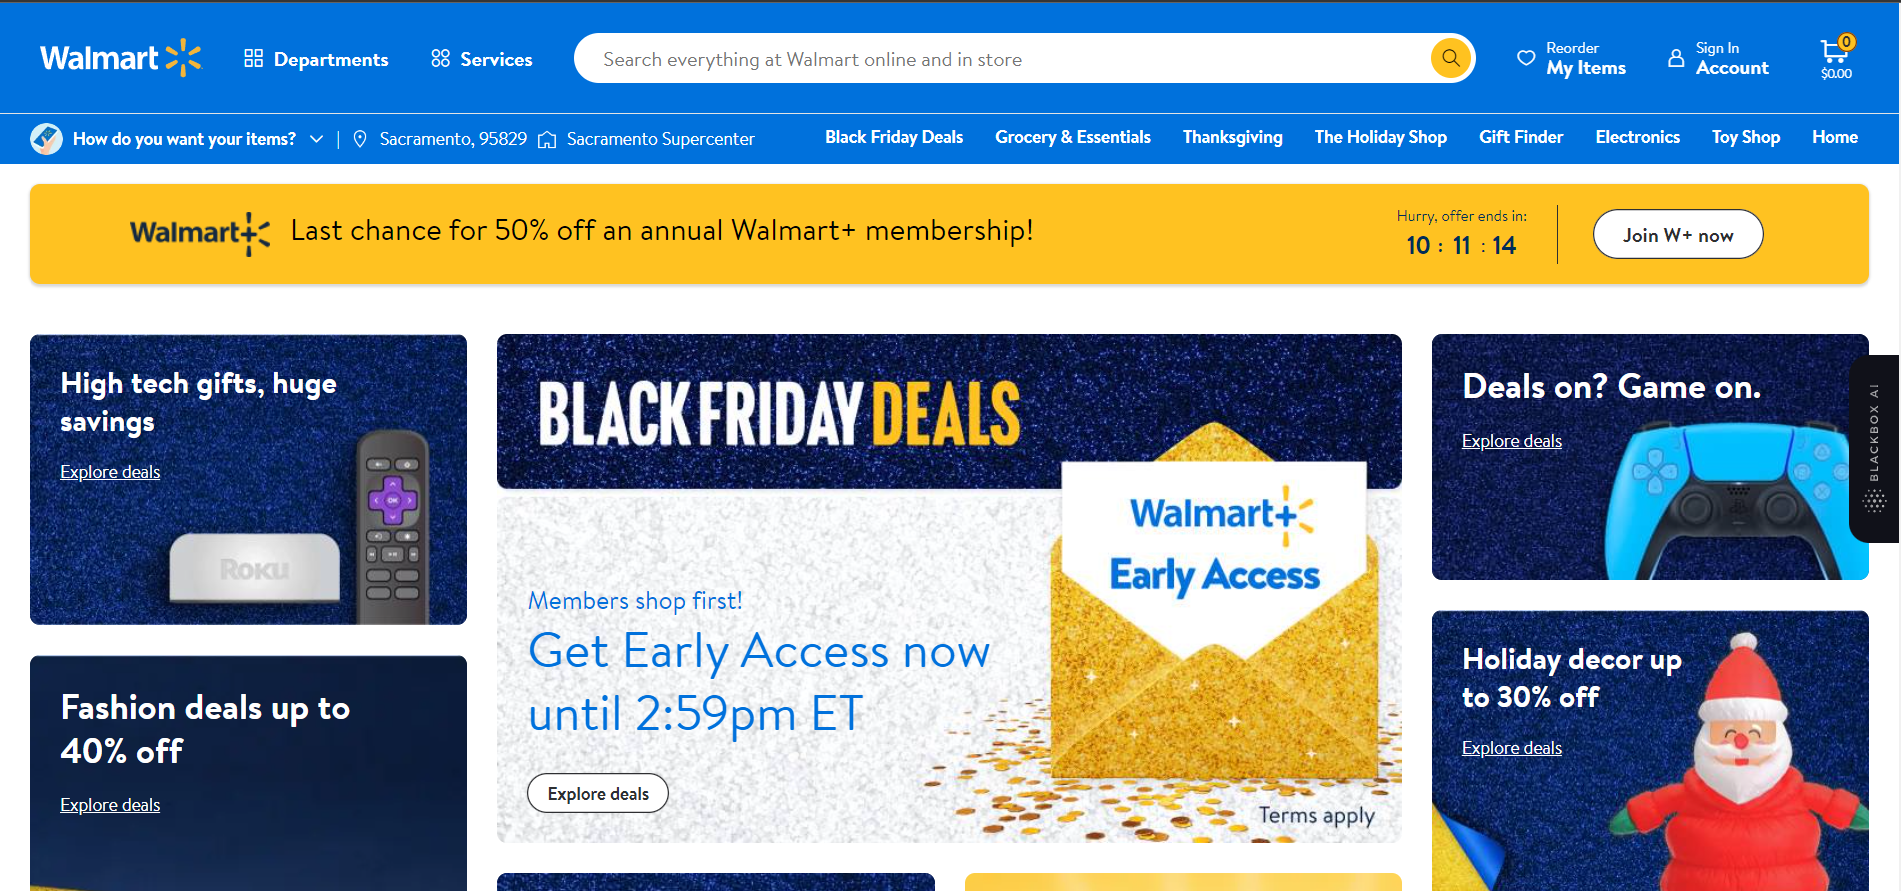 Walmart
Departments
Services
Search everything at Walmart online and in store
Reorder
My Items
Sign In
Account
0
$0.00
How do you want your items?
Sacramento, 95829
Sacramento Supercenter
Black Friday Deals
Grocery & Essentials
Thanksgiving
The Holiday Shop
Gift Finder
Electronics
Toy Shop
Home
Walmart+
Last chance for 50% off an annual Walmart+ membership!
Hurry, offer ends in:
10 : 11 : 14
Join W+ now
High tech gifts, huge
savings
Explore deals
Roku
OK
Fashion deals up to
40% off
Explore deals
BLACK FRIDAY DEALS
Walmart+
Early Access
Members shop first!
Get Early Access now
until 2:59pm ET
Explore deals
Terms apply
Deals on? Game on.
Explore deals
BLACKBOX AI
Holiday decor up
to 30% off
Explore deals